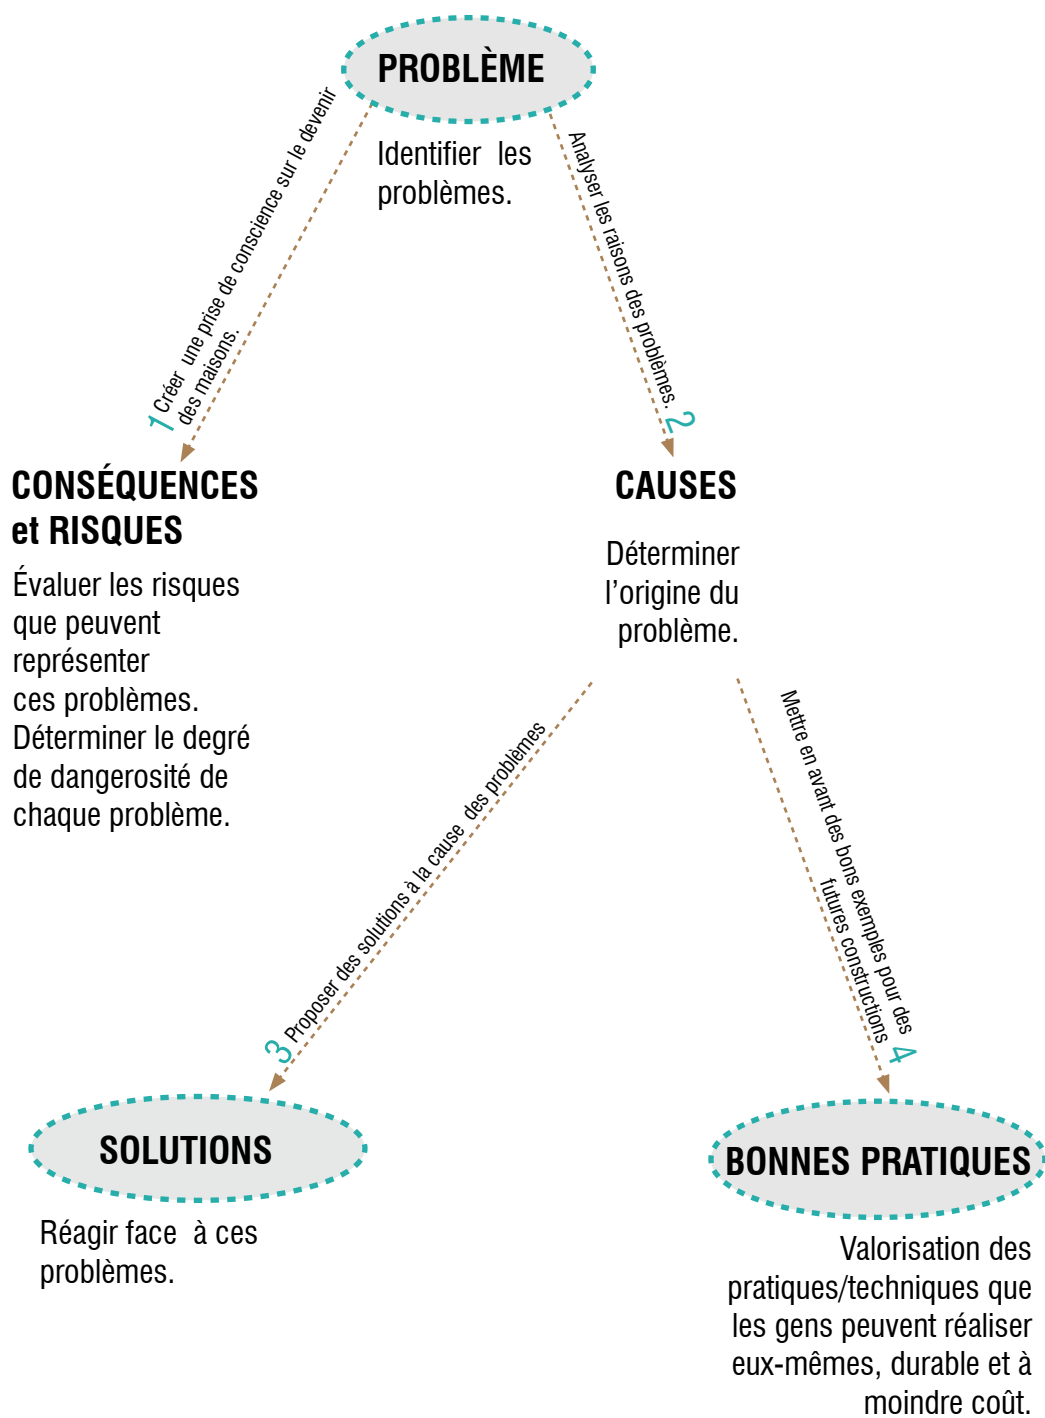 PROBLÈME
Identifier  les
problèmes.
1 Créer  une prise de conscience sur le devenir
des maisons.
Analyser les raisons des problèmes. 2
CONSÉQUENCES
et RISQUES
Évaluer les risques
que peuvent
représenter
ces problèmes.
Déterminer le degré
de dangerosité de
chaque problème.
CAUSES
Déterminer
l’origine du
problème.
3 Proposer des solutions à la cause  des problèmes
Mettre en avant des bons exemples pour des
futures constructions 4
SOLUTIONS
Réagir face  à ces
problèmes.
BONNES PRATIQUES
Valorisation des
pratiques/techniques que
les gens peuvent réaliser
eux-mêmes, durable et à
moindre coût.